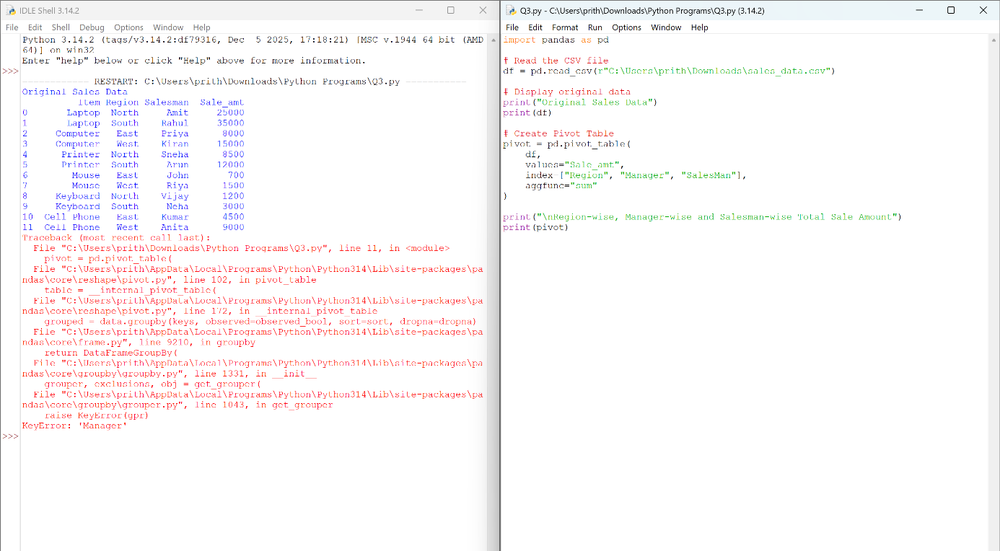 IDLE Shell 3.14.2
File Edit Shell Debug Options Window Help
Python 3.14.2 (tags/v3.14.2:df79316, Dec  5 2025, 17:18:21) [MSC v.1944 64 bit (AMD
64)] on win32
Enter "help" below or click "Help" above for more information.
>>>
RESTART: C:\Users\prith\Downloads\Python Programs\Q3.py
Original Sales Data
Item Region Salesman  Sale_amt
0       Laptop  North     Amit     25000
1       Laptop  South    Rahul     35000
2     Computer   East    Priya      8000
3     Computer   West    Kiran     15000
4      Printer  North    Sneha      8500
5      Printer  South     Arun     12000
6        Mouse   East     John       700
7        Mouse   West     Riya      1500
8     Keyboard  North    Vijay      1200
9     Keyboard  South     Neha      3000
10  Cell Phone   East    Kumar      4500
11  Cell Phone   West    Anita      9000
Traceback (most recent call last):
  File "C:\Users\prith\Downloads\Python Programs\Q3.py", line 11, in <module>
    pivot = pd.pivot_table(
  File "C:\Users\prith\AppData\Local\Programs\Python\Python314\Lib\site-packages\pa
ndas\core\reshape\pivot.py", line 102, in pivot_table
    table = __internal_pivot_table(
  File "C:\Users\prith\AppData\Local\Programs\Python\Python314\Lib\site-packages\pa
ndas\core\reshape\pivot.py", line 172, in __internal_pivot_table
    grouped = data.groupby(keys, observed=observed_bool, sort=sort, dropna=dropna)
  File "C:\Users\prith\AppData\Local\Programs\Python\Python314\Lib\site-packages\pa
ndas\core\frame.py", line 9210, in groupby
    return DataFrameGroupBy(
  File "C:\Users\prith\AppData\Local\Programs\Python\Python314\Lib\site-packages\pa
ndas\core\groupby\groupby.py", line 1331, in __init__
    grouper, exclusions, obj = get_grouper(
  File "C:\Users\prith\AppData\Local\Programs\Python\Python314\Lib\site-packages\pa
ndas\core\groupby\grouper.py", line 1043, in get_grouper
    raise KeyError(gpr)
KeyError: 'Manager'
>>>
Q3.py - C:\Users\prith\Downloads\Python Programs\Q3.py (3.14.2)
File Edit Format Run Options Window Help
import pandas as pd
# Read the CSV file
df = pd.read_csv(r"C:\Users\prith\Downloads\sales_data.csv")
# Display original data
print("Original Sales Data")
print(df)
# Create Pivot Table
pivot = pd.pivot_table(
    df,
    values="Sale_amt",
    index=["Region", "Manager", "SalesMan"],
    aggfunc="sum"
)
print("\nRegion-wise, Manager-wise and Salesman-wise Total Sale Amount")
print(pivot)